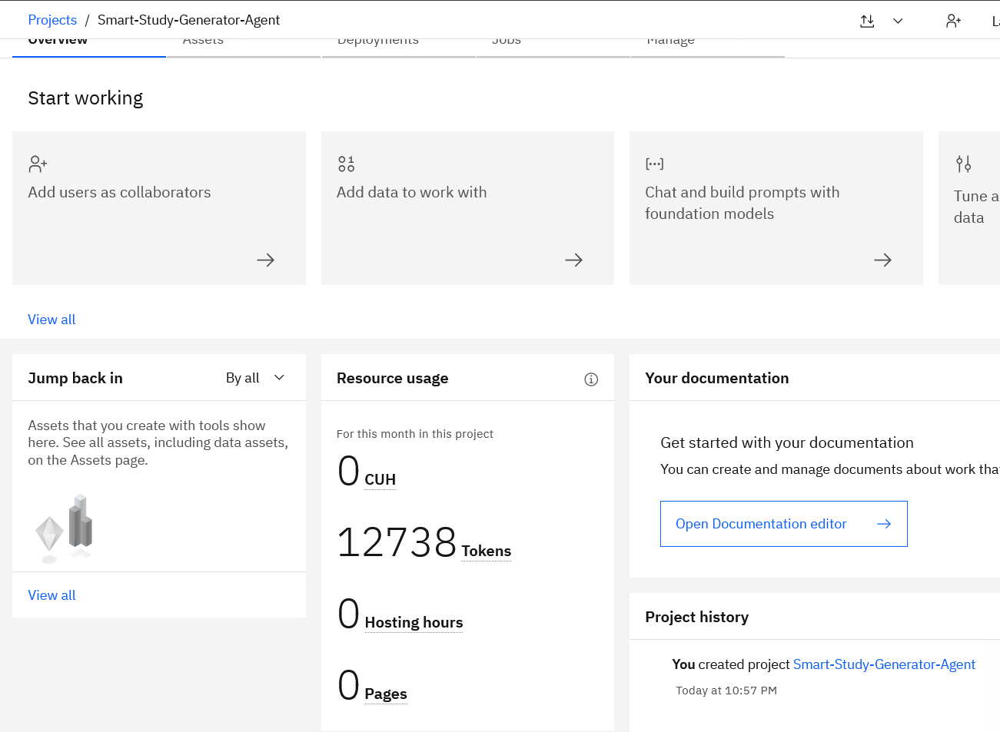 Projects / Smart-Study-Generator-Agent
Overview Assets Deployments Jobs Manage
Start working
Add users as collaborators
Add data to work with
Chat and build prompts with
foundation models
Tune a
data
View all
Jump back in By all
Assets that you create with tools show
here. See all assets, including data assets,
on the Assets page.
View all
Resource usage
For this month in this project
0 CUH
12738 Tokens
0 Hosting hours
0 Pages
Your documentation
Get started with your documentation
You can create and manage documents about work that
Open Documentation editor
Project history
You created project Smart-Study-Generator-Agent
Today at 10:57 PM